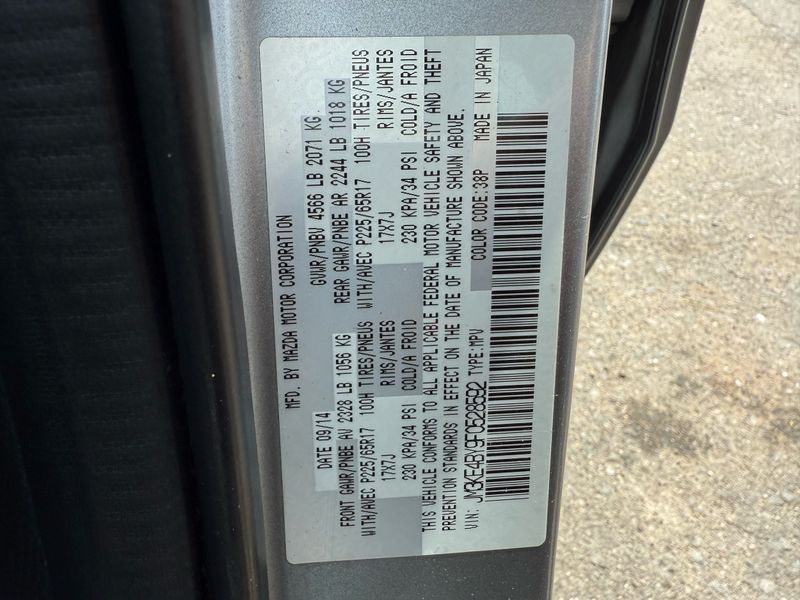 MFD. BY MAZDA MOTOR CORPORATION
DATE 09/14 GVWR/PNBV 4566 LB 2071 KG
FRONT GAWR/PNBE AV 2328 LB 1056 KG REAR GAWR/PNBE AR 2244 LB 1018 KG
WITH/AVEC P225/65R17 100H TIRES/PNEUS WITH/AVEC P225/65R17 100H TIRES/PNEUS
17X7J RIMS/JANTES 17X7J RIMS/JANTES
230 KPA/34 PSI COLD/A FROID 230 KPA/34 PSI COLD/A FROID
THIS VEHICLE CONFORMS TO ALL APPLICABLE FEDERAL MOTOR VEHICLE SAFETY AND THEFT
PREVENTION STANDARDS IN EFFECT ON THE DATE OF MANUFACTURE SHOWN ABOVE.
VIN: JM3KE4BY9F0528592 TYPE:MPV COLOR CODE:38P MADE IN JAPAN